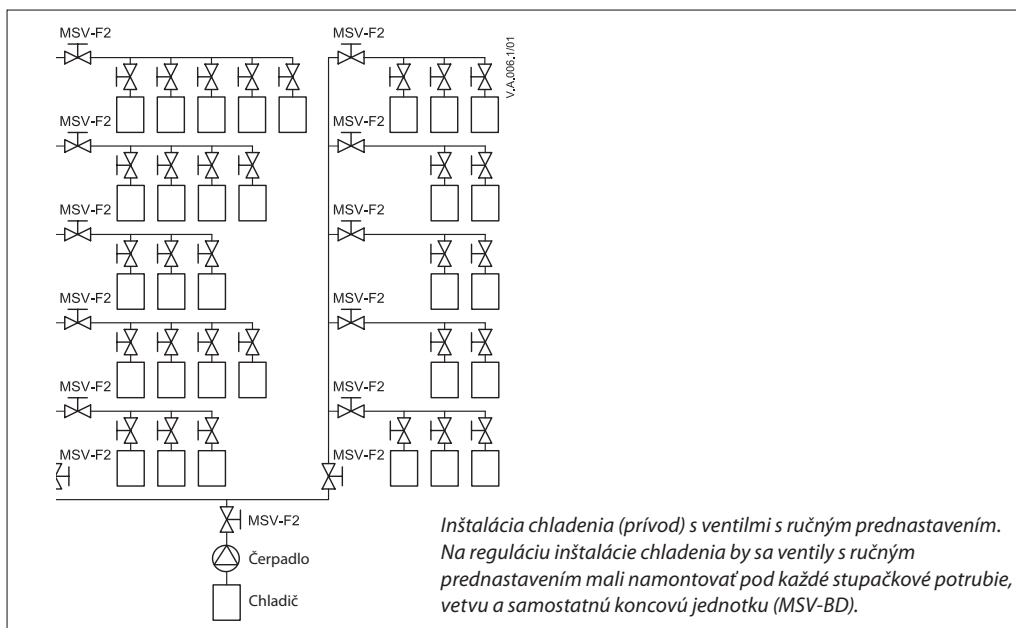 MSV-F2
MSV-F2
V.A.006.1/01
MSV-F2
MSV-F2
MSV-F2
MSV-F2
MSV-F2
MSV-F2
MSV-F2
MSV-F2
MSV-F2
MSV-F2
MSV-F2
Čerpadlo
Chladič
Inštalácia chladenia (prívod) s ventilmi s ručným prednastavením.
Na reguláciu inštalácie chladenia by sa ventily s ručným
prednastavením mali namontovať pod každé stupačkové potrubie,
vetvu a samostatnú koncovú jednotku (MSV-BD).